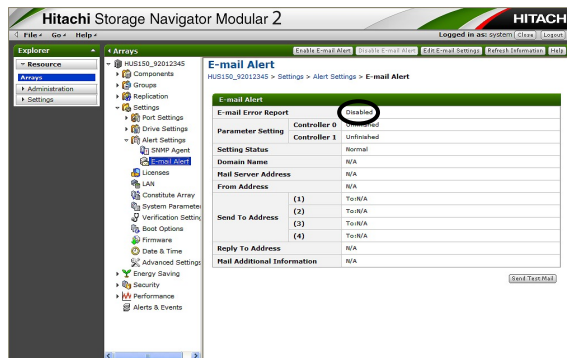 Hitachi Storage Navigator Modular 2
HITACHI
File Go Help
Logged in as: system Close Logout
Explorer
Resource
Arrays
Administration
Settings
Arrays
HUS150_92012345
Components
Groups
Replication
Settings
Port Settings
Drive Settings
Alert Settings
SNMP Agent
E-mail Alert
Licenses
LAN
Constitute Array
System Parameter
Verification Setting
Boot Options
Firmware
Date & Time
Advanced Settings
Energy Saving
Security
Performance
Alerts & Events
Enable E-mail Alert Disable E-mail Alert Edit E-mail Settings Refresh Information Help
E-mail Alert
HUS150_92012345 > Settings > Alert Settings > E-mail Alert
E-mail Alert
E-mail Error Report Disabled
Parameter Setting Controller 0 Unfinished
Controller 1 Unfinished
Setting Status Normal
Domain Name N/A
Mail Server Address N/A
From Address N/A
Send To Address (1) To:N/A
(2) To:N/A
(3) To:N/A
(4) To:N/A
Reply To Address N/A
Mail Additional Information N/A
Send Test Mail